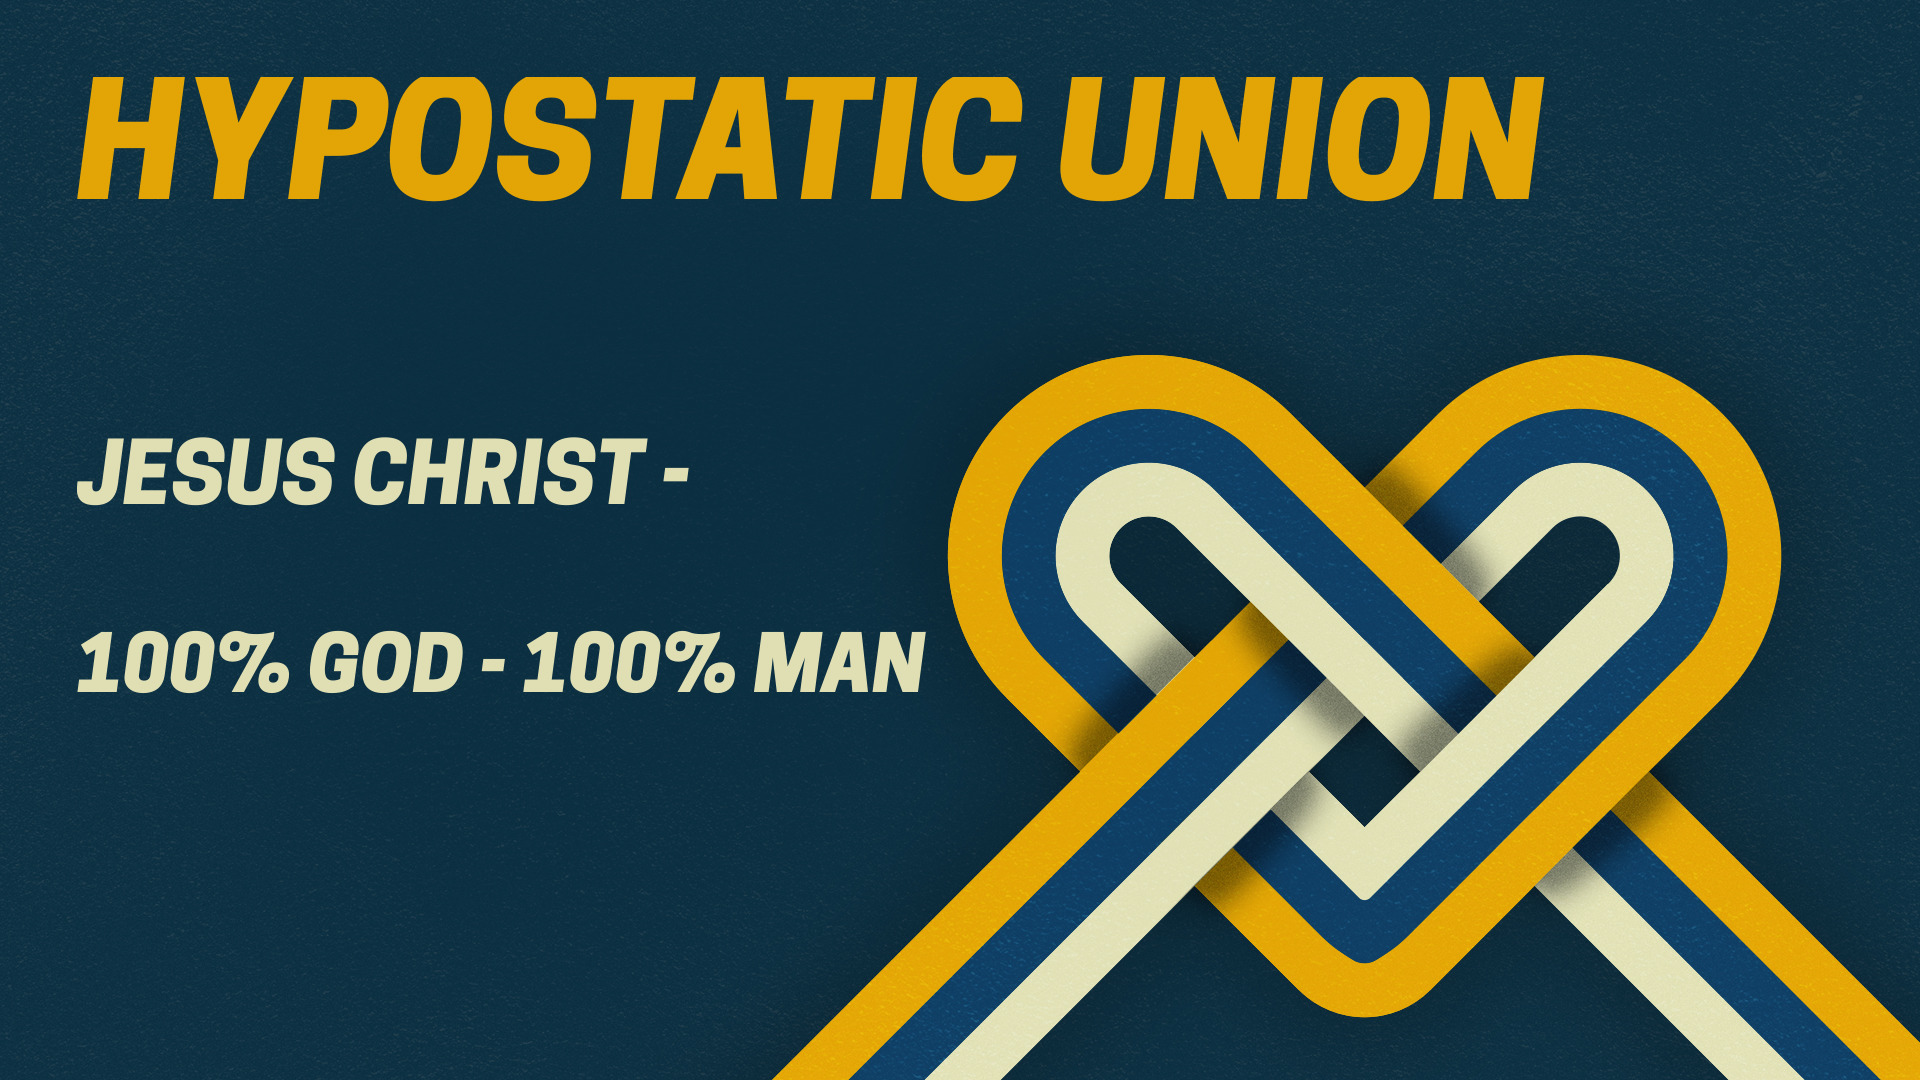 HYPOSTATIC UNION
JESUS CHRIST -
100% GOD - 100% MAN